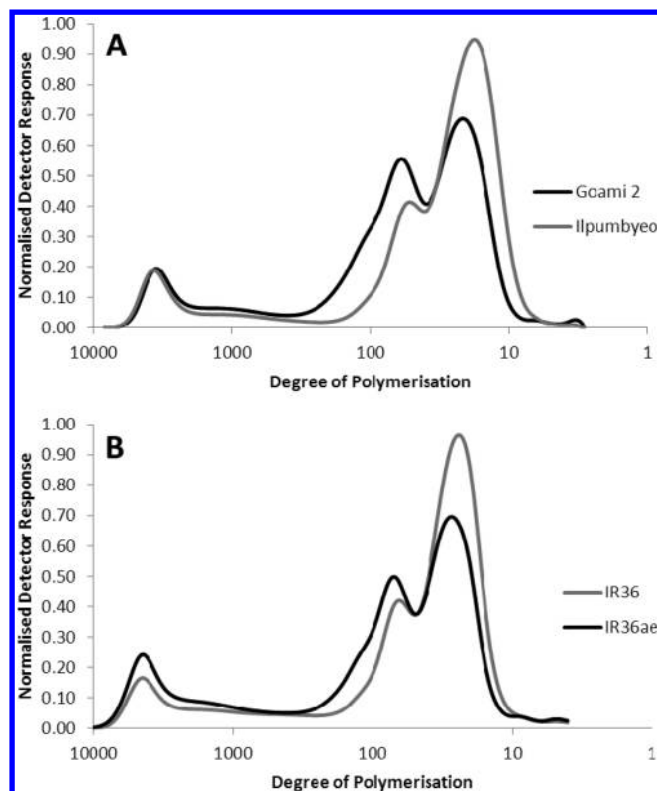 A
Normalised Detector Response
1.00
0.90
0.80
0.70
0.60
0.50
0.40
0.30
0.20
0.10
0.00
10000 1000 100 10 1
Degree of Polymerisation
Goami 2
Ilpumbyeo
B
Normalised Detector Response
1.00
0.90
0.80
0.70
0.60
0.50
0.40
0.30
0.20
0.10
0.00
10000 1000 100 10 1
Degree of Polymerisation
IR36
IR36ae